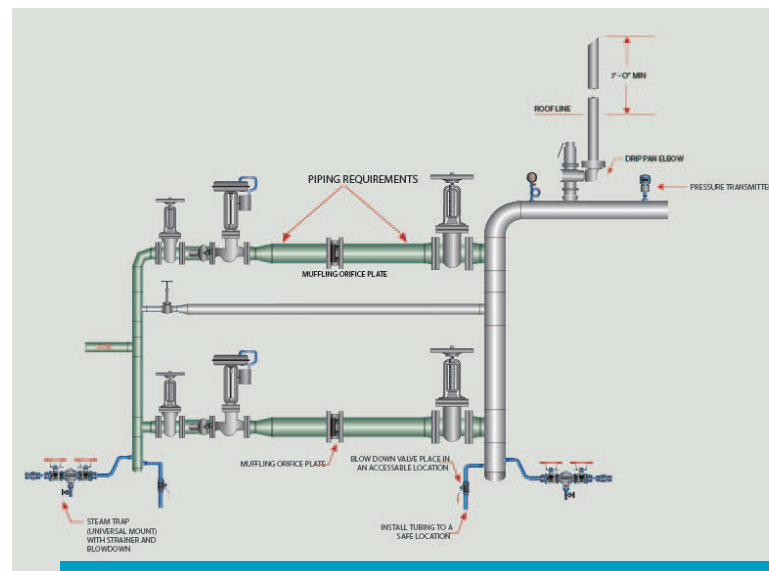 7' - 0" MIN
ROOF LINE
DRIP PAN ELBOW
PIPING REQUIREMENTS
PRESSURE TRANSMITTE
MUFFLING ORIFICE PLATE
BLOW DOWN VALVE PLACE IN
AN ACCESSABLE LOCATION
MUFFLING ORIFICE PLATE
STEAM TRAP
(UNIVERSAL MOUNT)
WITH STRAINER AND
BLOWDOWN
INSTALL TUBING TO A
SAFE LOCATION